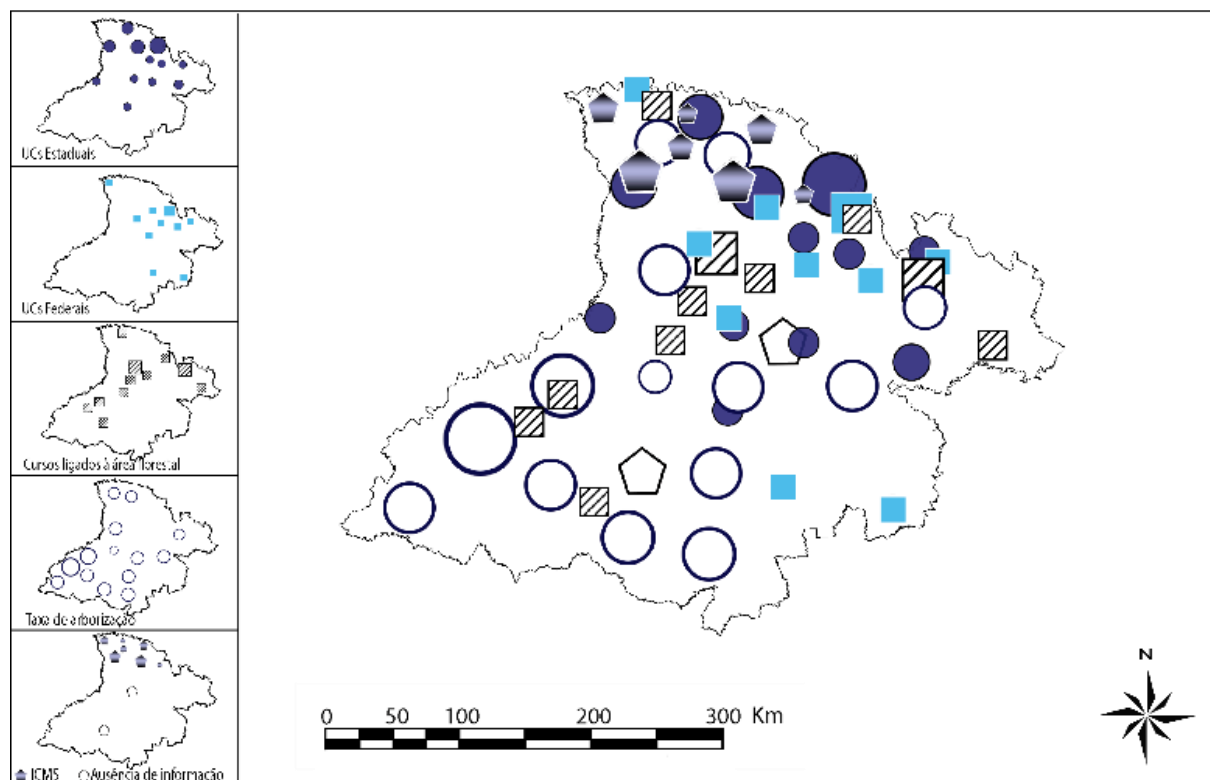 UCs Estaduais
UCs Federais
Cursos ligados à área florestal
Taxa de arborização
ICMS Ausência de informação
0 50 100 200 300 Km
N